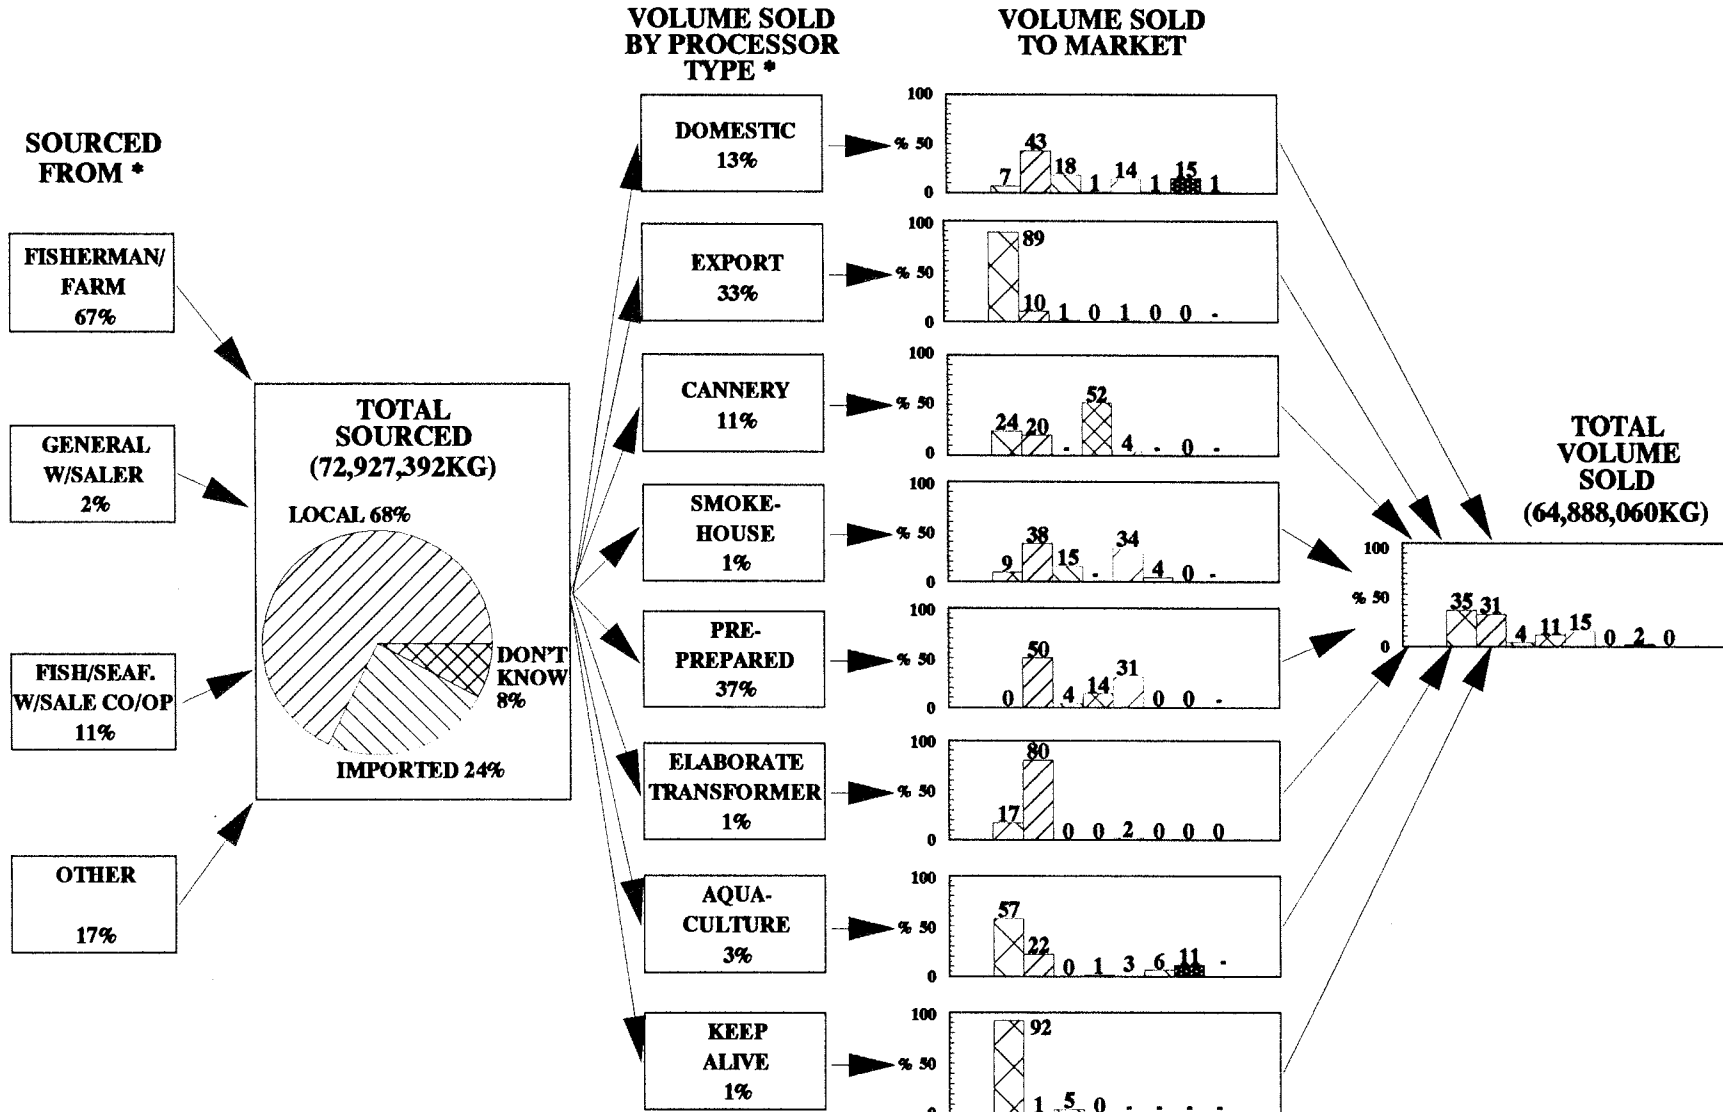 VOLUME SOLD
BY PROCESSOR
TYPE *
VOLUME SOLD
TO MARKET
SOURCED
FROM *
FISHERMAN/
FARM
67%
GENERAL
W/SALER
2%
FISH/SEAF.
W/SALE CO/OP
11%
OTHER
17%
TOTAL
SOURCED
(72,927,392KG)
LOCAL 68%
DON'T
KNOW
8%
IMPORTED 24%
DOMESTIC
13%
100
% 50
0
7 43 18 1 14 1 15 1
EXPORT
33%
100
% 50
0
89 10 1 0 1 0 0 -
CANNERY
11%
100
% 50
0
24 20 - 52 4 - 0 -
SMOKE-
HOUSE
1%
100
% 50
0
9 38 15 - 34 4 0 -
PRE-
PREPARED
37%
100
% 50
0
0 50 4 14 31 0 0 -
ELABORATE
TRANSFORMER
1%
100
% 50
0
17 80 0 0 2 0 0 0
AQUA-
CULTURE
3%
100
% 50
0
57 22 0 1 3 6 11 -
KEEP
ALIVE
1%
100
% 50
0
92 1 5 0 - - - -
TOTAL
VOLUME
SOLD
(64,888,060KG)
100
% 50
0
35 31 4 11 15 0 2 0